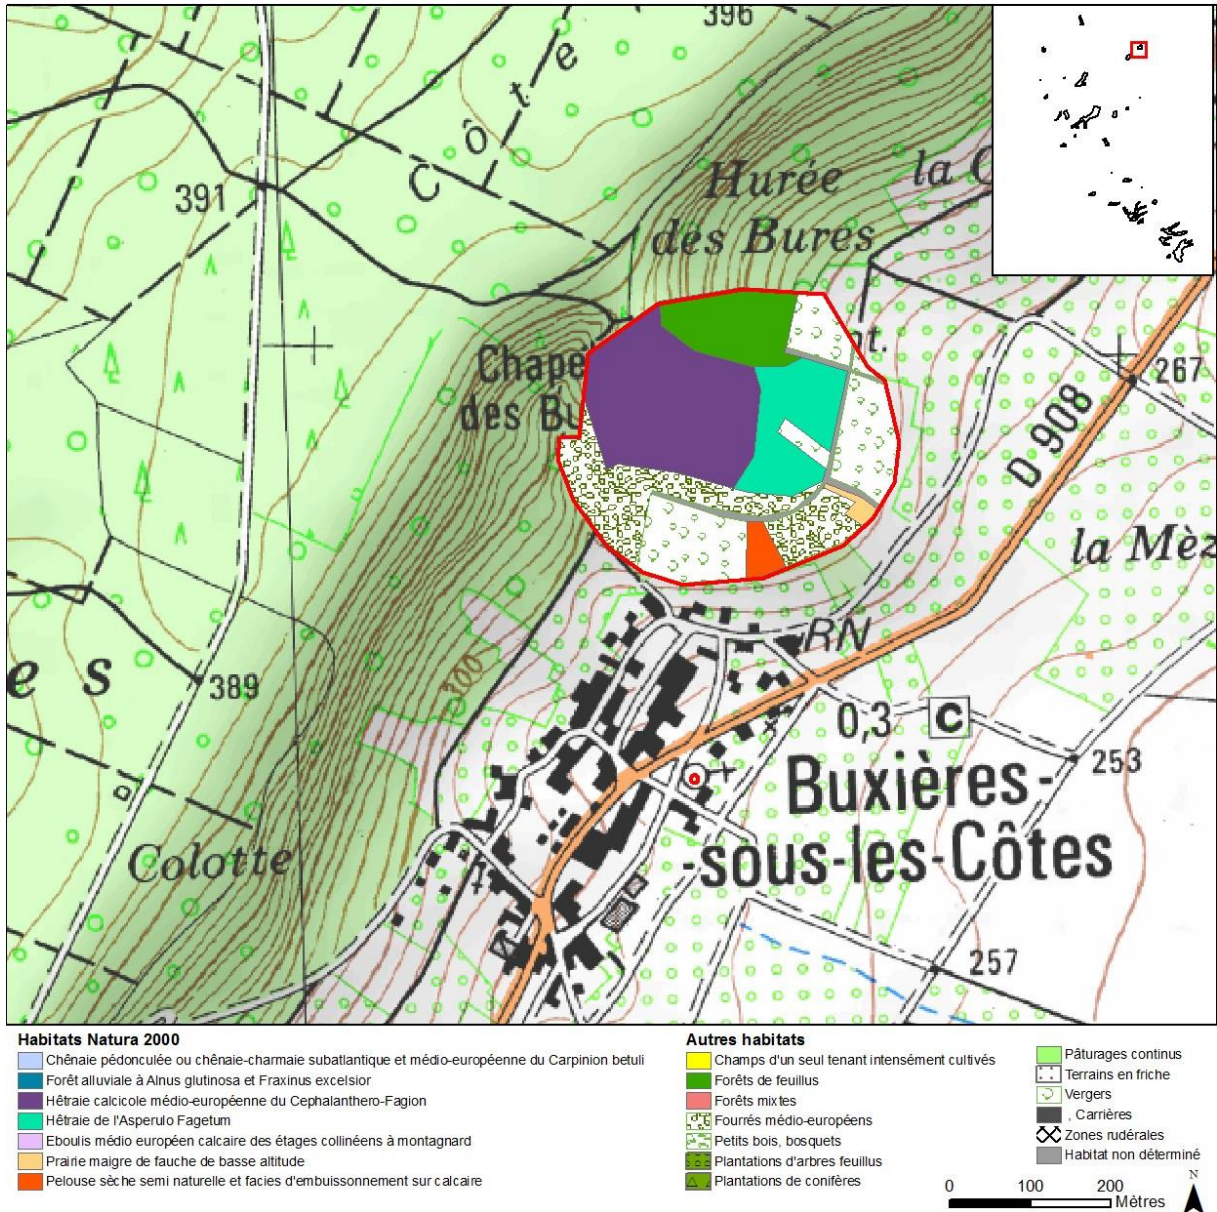 396
Côte
Hurée
des Bures
la C
391
Chape
des Bu
nt.
267
D 908
la Mèz
RN
300
es
389
0,3 C
253
Buxières-
-sous-les-Côtes
Colotte
257
Habitats Natura 2000
Chênaie pédonculée ou chênaie-charmaie subatlantique et médio-européenne du Carpinion betuli
Forêt alluviale à Alnus glutinosa et Fraxinus excelsior
Hêtraie calcicole médio-européenne du Cephalanthero-Fagion
Hêtraie de l'Asperulo Fagetum
Eboulis médio européen calcaire des étages collinéens à montagnard
Prairie maigre de fauche de basse altitude
Pelouse sèche semi naturelle et facies d'embuissonnement sur calcaire
Autres habitats
Champs d'un seul tenant intensément cultivés
Forêts de feuillus
Forêts mixtes
Fourrés médio-européens
Petits bois, bosquets
Plantations d'arbres feuillus
Plantations de conifères
Pâturages continus
Terrains en friche
Vergers
, Carrières
Zones rudérales
Habitat non déterminé
0 100 200
Mètres
N